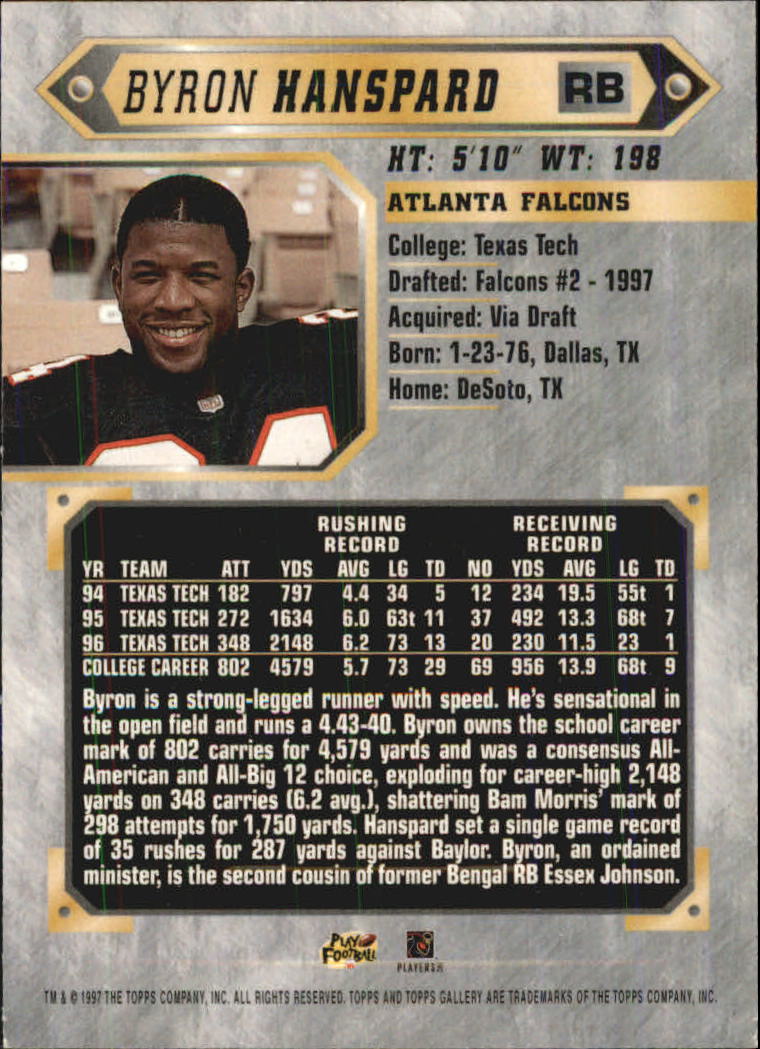 BYRON HANSPARD RB
HT: 5'10" WT: 198
ATLANTA FALCONS
College: Texas Tech
Drafted: Falcons #2 - 1997
Acquired: Via Draft
Born: 1-23-76, Dallas, TX
Home: DeSoto, TX
RUSHING RECEIVING
RECORD RECORD
YR TEAM ATT YDS AVG LG TD NO YDS AVG LG TD
94 TEXAS TECH 182 797 4.4 34 5 12 234 19.5 55t 1
95 TEXAS TECH 272 1634 6.0 63t 11 37 492 13.3 68t 7
96 TEXAS TECH 348 2148 6.2 73 13 20 230 11.5 23 1
COLLEGE CAREER 802 4579 5.7 73 29 69 956 13.9 68t 9
Byron is a strong-legged runner with speed. He's sensational in
the open field and runs a 4.43-40. Byron owns the school career
mark of 802 carries for 4,579 yards and was a consensus All-
American and All-Big 12 choice, exploding for career-high 2,148
yards on 348 carries (6.2 avg.), shattering Bam Morris' mark of
298 attempts for 1,750 yards. Hanspard set a single game record
of 35 rushes for 287 yards against Baylor. Byron, an ordained
minister, is the second cousin of former Bengal RB Essex Johnson.
PLAY
FOOTBALL
PLAYERS
TM & © 1997 THE TOPPS COMPANY, INC. ALL RIGHTS RESERVED. TOPPS AND TOPPS GALLERY ARE TRADEMARKS OF THE TOPPS COMPANY, INC.